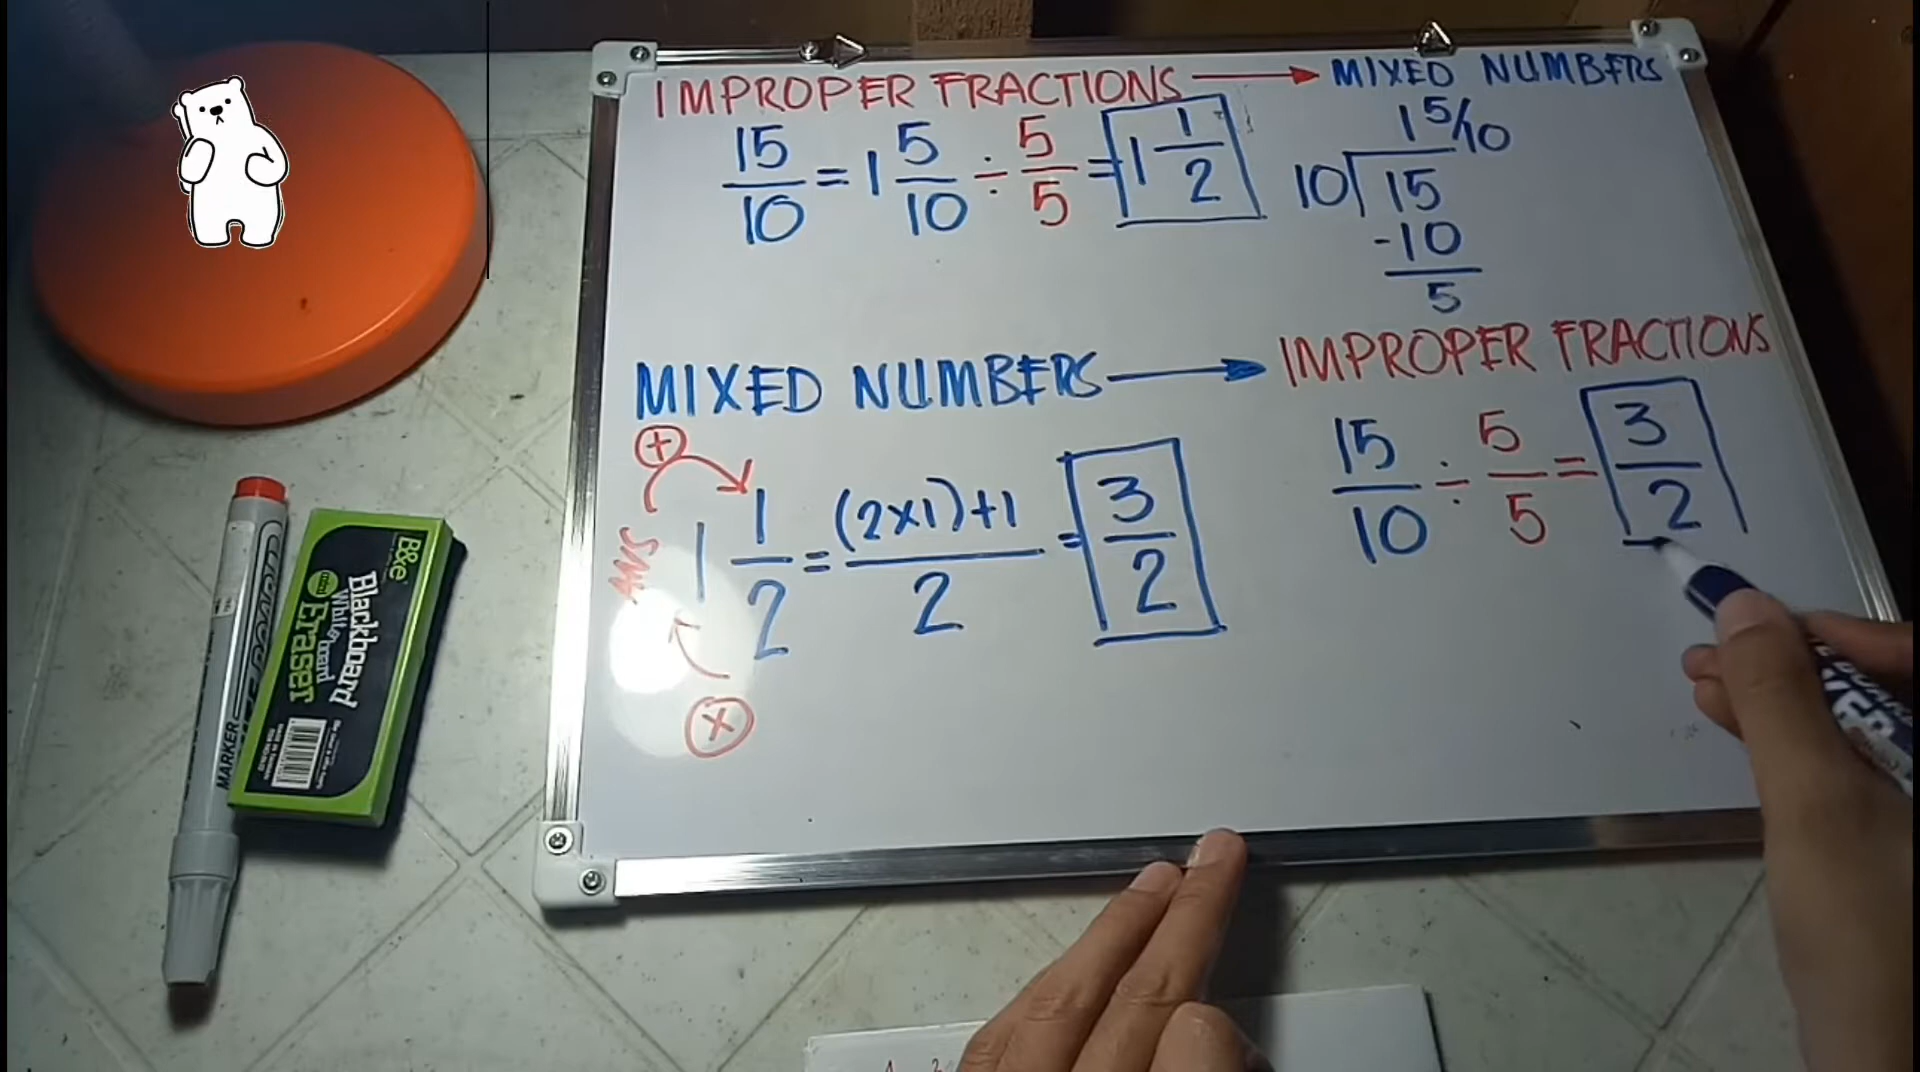 IMPROPER FRACTIONS → MIXED NUMBERS
15/10 = 1 5/10 ÷ 5/5 = 1 1/2
1 5/10
10 15
-10
5
MIXED NUMBERS → IMPROPER FRACTIONS
+
ANS
1 1/2 = (2x1)+1/2 = 3/2
x
15/10 ÷ 5/5 = 3/2
MARKER
B&e
mini
Blackboard
Whiteboard
Eraser